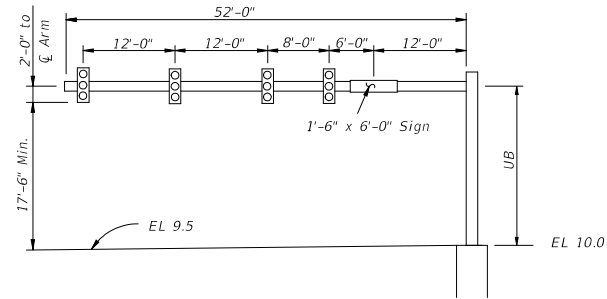 52'-0"
2'-0" to
℄ Arm
12'-0"
12'-0"
8'-0"
6'-0"
12'-0"
1'-6" x 6'-0" Sign
17'-6" Min.
UB
EL 9.5
EL 10.0